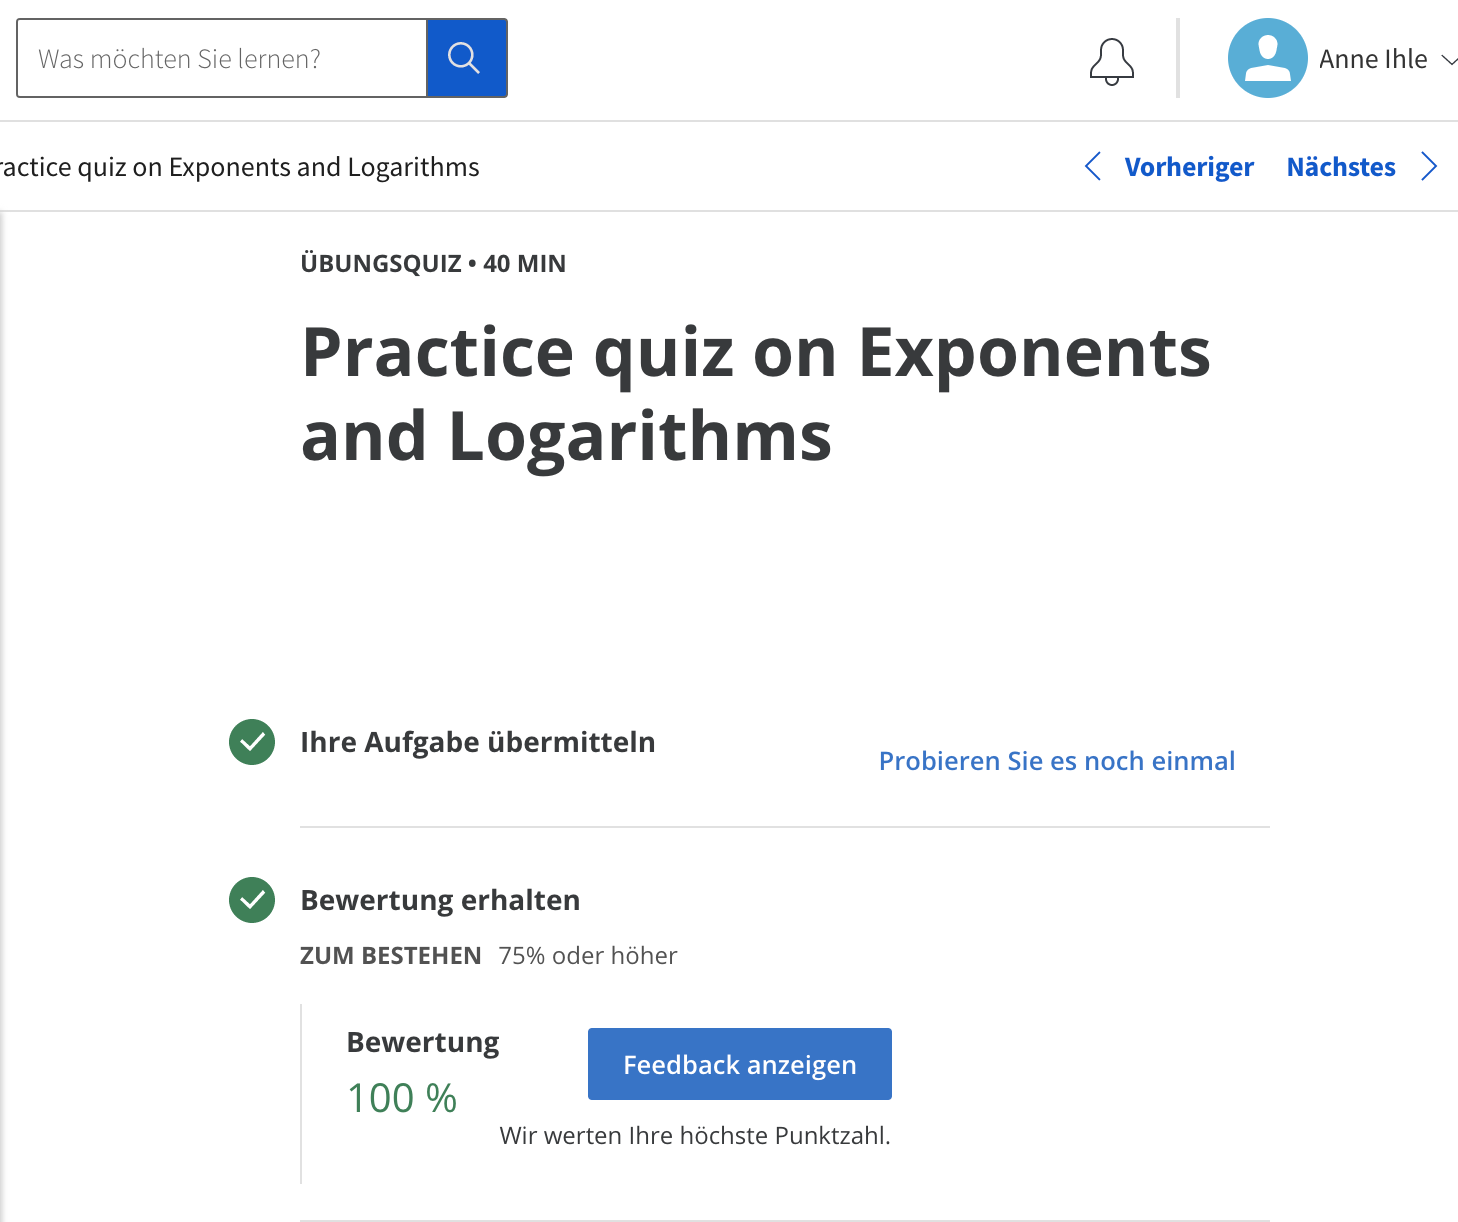 Was möchten Sie lernen?
Anne Ihle
ractice quiz on Exponents and Logarithms
Vorheriger
Nächstes
ÜBUNGSQUIZ • 40 MIN
Practice quiz on Exponents
and Logarithms
Ihre Aufgabe übermitteln
Probieren Sie es noch einmal
Bewertung erhalten
ZUM BESTEHEN 75% oder höher
Bewertung
100 %
Feedback anzeigen
Wir werten Ihre höchste Punktzahl.